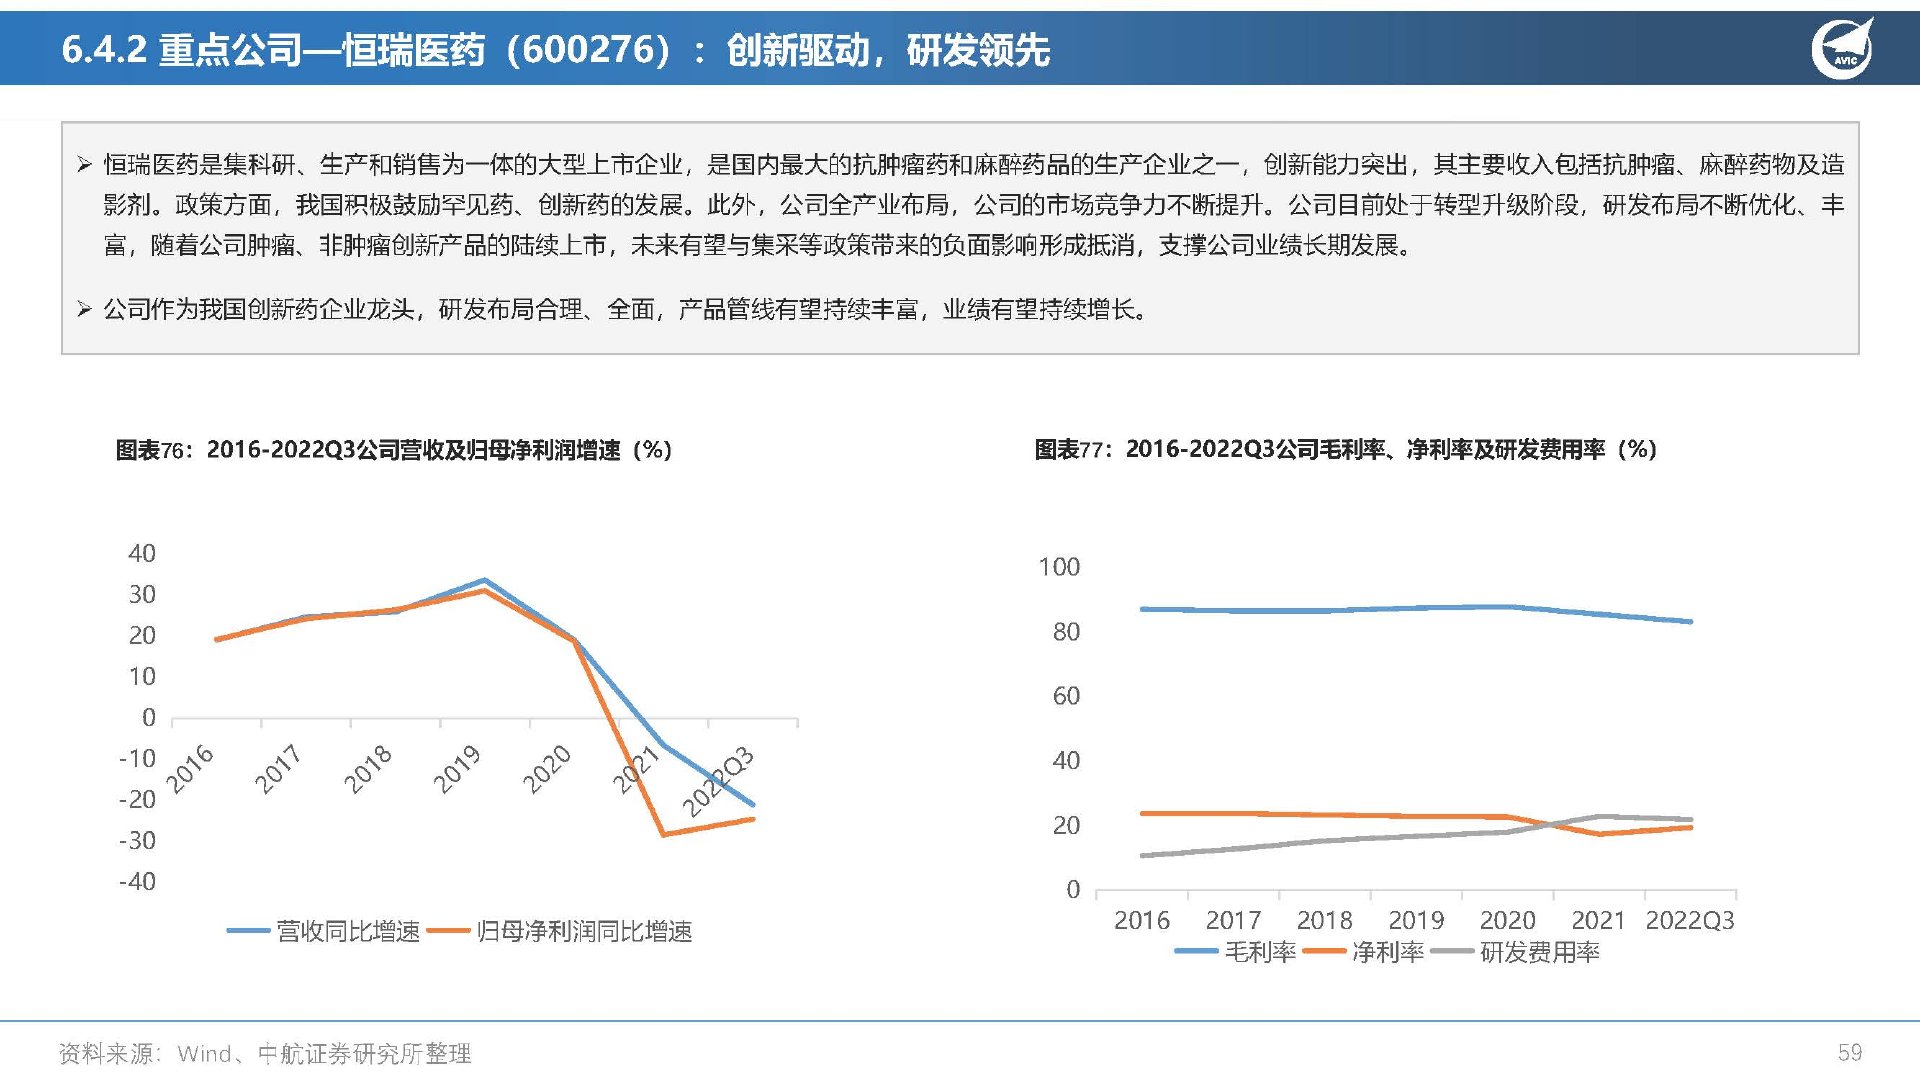 6.4.2 重点公司—恒瑞医药（600276）：创新驱动，研发领先
AVIC
➢ 恒瑞医药是集科研、生产和销售为一体的大型上市企业，是国内最大的抗肿瘤药和麻醉药品的生产企业之一，创新能力突出，其主要收入包括抗肿瘤、麻醉药物及造
影剂。政策方面，我国积极鼓励罕见药、创新药的发展。此外，公司全产业布局，公司的市场竞争力不断提升。公司目前处于转型升级阶段，研发布局不断优化、丰
富，随着公司肿瘤、非肿瘤创新产品的陆续上市，未来有望与集采等政策带来的负面影响形成抵消，支撑公司业绩长期发展。
➢ 公司作为我国创新药企业龙头，研发布局合理、全面，产品管线有望持续丰富，业绩有望持续增长。
图表76：2016-2022Q3公司营收及归母净利润增速（%）
40
30
20
10
0
-10
-20
-30
-40
2016 2017 2018 2019 2020 2021 2022Q3
营收同比增速 归母净利润同比增速
图表77：2016-2022Q3公司毛利率、净利率及研发费用率（%）
100
80
60
40
20
0
2016 2017 2018 2019 2020 2021 2022Q3
毛利率 净利率 研发费用率
资料来源：Wind、中航证券研究所整理
59